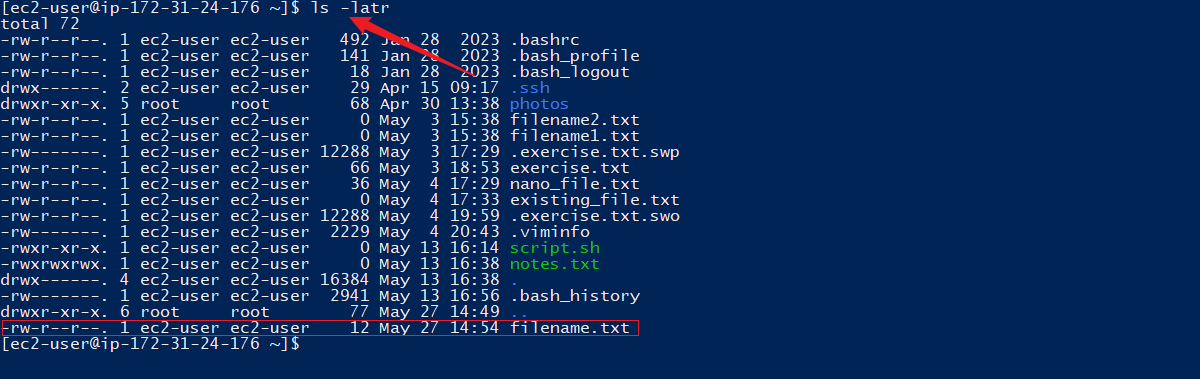 [ec2-user@ip-172-31-24-176 ~]$ ls -latr
total 72
-rw-r--r--. 1 ec2-user ec2-user   492 Jan 28  2023 .bashrc
-rw-r--r--. 1 ec2-user ec2-user   141 Jan 28  2023 .bash_profile
-rw-r--r--. 1 ec2-user ec2-user    18 Jan 28  2023 .bash_logout
drwx------. 2 ec2-user ec2-user    29 Apr 15 09:17 .ssh
drwxr-xr-x. 5 root     root        68 Apr 30 13:38 photos
-rw-r--r--. 1 ec2-user ec2-user     0 May  3 15:38 filename2.txt
-rw-r--r--. 1 ec2-user ec2-user     0 May  3 15:38 filename1.txt
-rw-r--r--. 1 ec2-user ec2-user 12288 May  3 17:29 .exercise.txt.swp
-rw-r--r--. 1 ec2-user ec2-user    66 May  3 18:53 exercise.txt
-rw-r--r--. 1 ec2-user ec2-user    36 May  4 17:29 nano_file.txt
-rw-r--r--. 1 ec2-user ec2-user     0 May  4 17:33 existing_file.txt
-rw-r--r--. 1 ec2-user ec2-user 12288 May  4 19:59 .exercise.txt.swo
-rw-------. 1 ec2-user ec2-user  2229 May  4 20:43 .viminfo
-rwxr-xr-x. 1 ec2-user ec2-user     0 May 13 16:14 script.sh
-rwxrwxrwx. 1 ec2-user ec2-user     0 May 13 16:38 notes.txt
drwx------. 4 ec2-user ec2-user 16384 May 13 16:38 .
-rw-------. 1 ec2-user ec2-user  2941 May 13 16:56 .bash_history
drwxr-xr-x. 6 root     root        77 May 27 14:49 ..
-rw-r--r--. 1 ec2-user ec2-user    12 May 27 14:54 filename.txt
[ec2-user@ip-172-31-24-176 ~]$